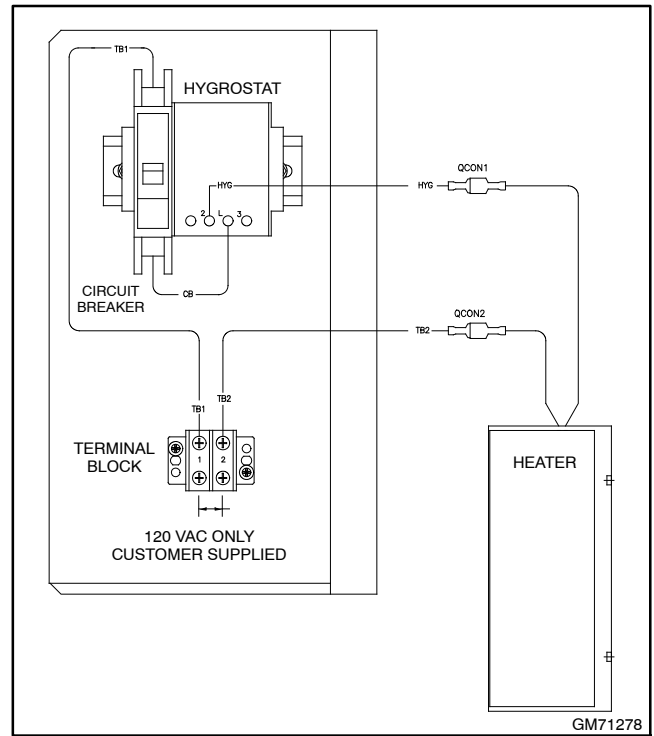 TB1
HYGROSTAT
QCON1
HYG
HYG
2 L 3
CIRCUIT
BREAKER
CB
QCON2
TB2
TB1
TB2
TERMINAL
BLOCK
1 2
HEATER
120 VAC ONLY
CUSTOMER SUPPLIED
GM71278